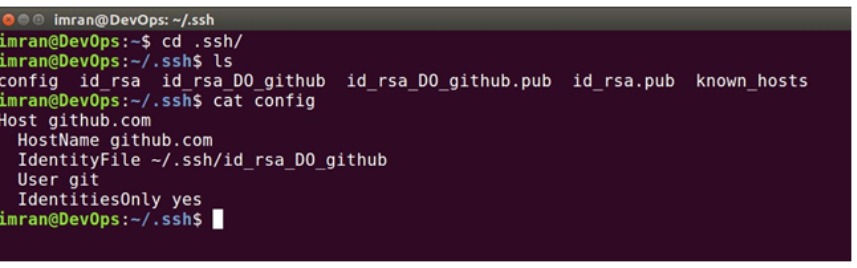 imran@DevOps: ~/.ssh
imran@DevOps:~$ cd .ssh/
imran@DevOps:~/.ssh$ ls
config  id_rsa  id_rsa_DO_github  id_rsa_DO_github.pub  id_rsa.pub  known_hosts
imran@DevOps:~/.ssh$ cat config
Host github.com
  HostName github.com
  IdentityFile ~/.ssh/id_rsa_DO_github
  User git
  IdentitiesOnly yes
imran@DevOps:~/.ssh$